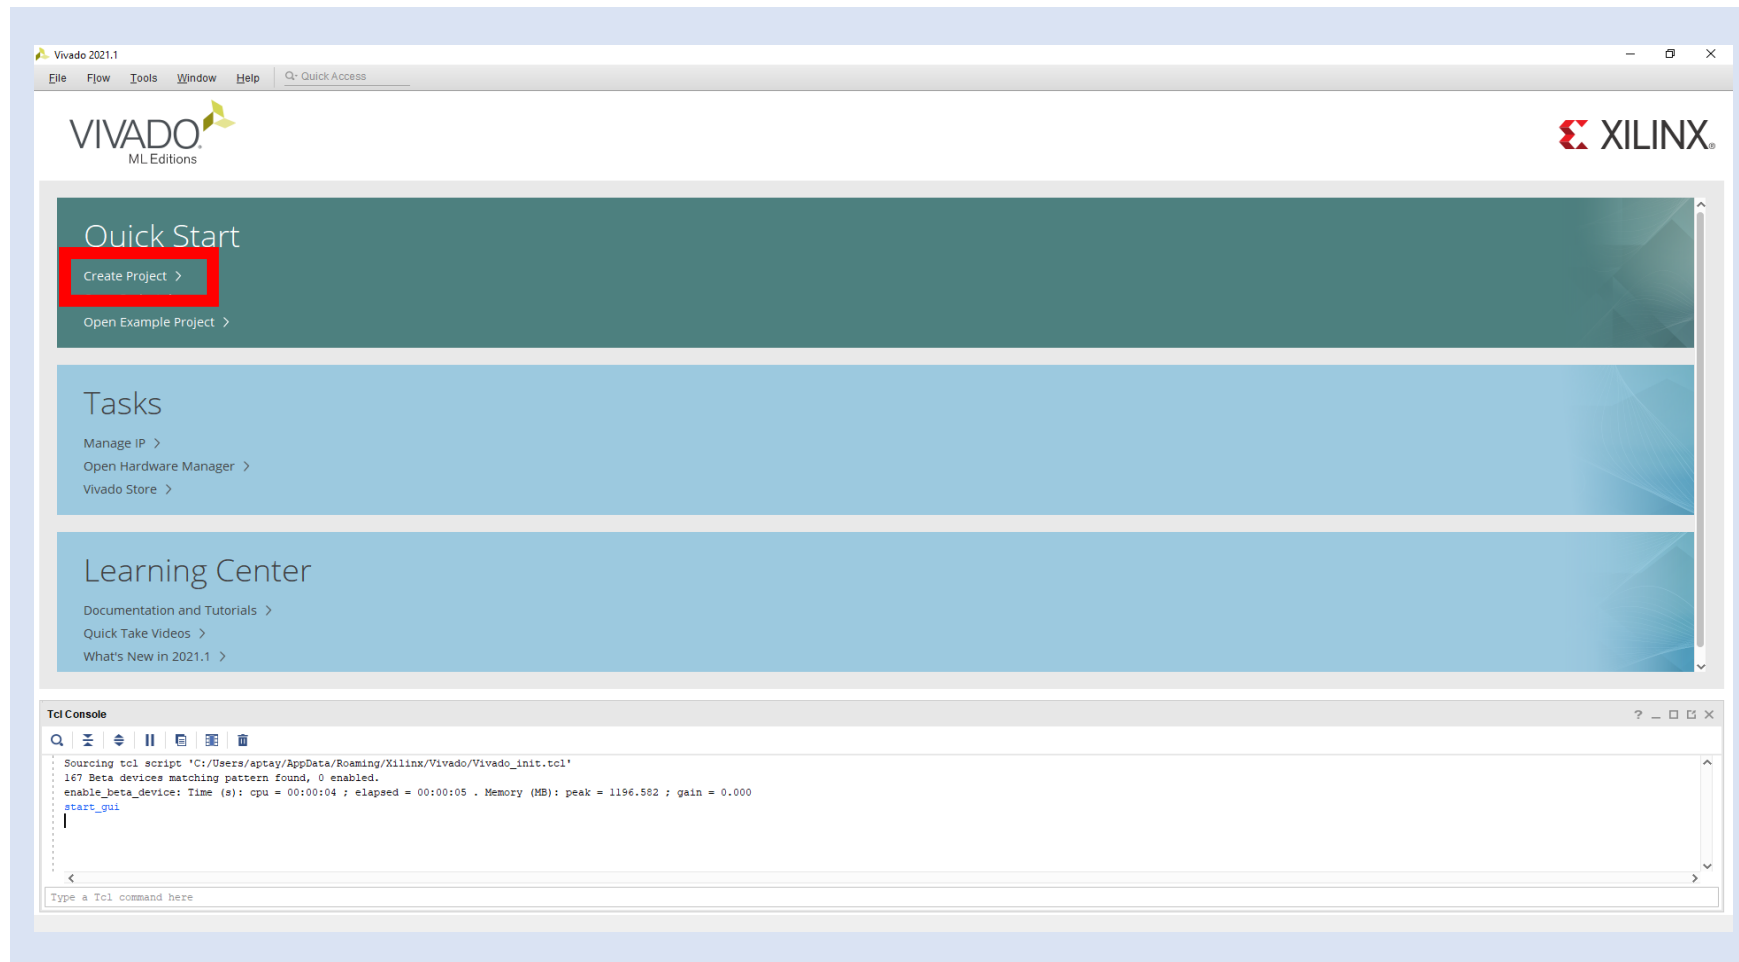 Vivado 2021.1
File Flow Tools Window Help Quick Access
VIVADO.
ML Editions
XILINX®
Quick Start
Create Project
Open Example Project
Tasks
Manage IP
Open Hardware Manager
Vivado Store
Learning Center
Documentation and Tutorials
Quick Take Videos
What's New in 2021.1
Tcl Console
Sourcing tcl script 'C:/Users/aptay/AppData/Roaming/Xilinx/Vivado/Vivado_init.tcl'
167 Beta devices matching pattern found, 0 enabled.
enable_beta_device: Time (s): cpu = 00:00:04 ; elapsed = 00:00:05 . Memory (MB): peak = 1196.582 ; gain = 0.000
start_gui
Type a Tcl command here